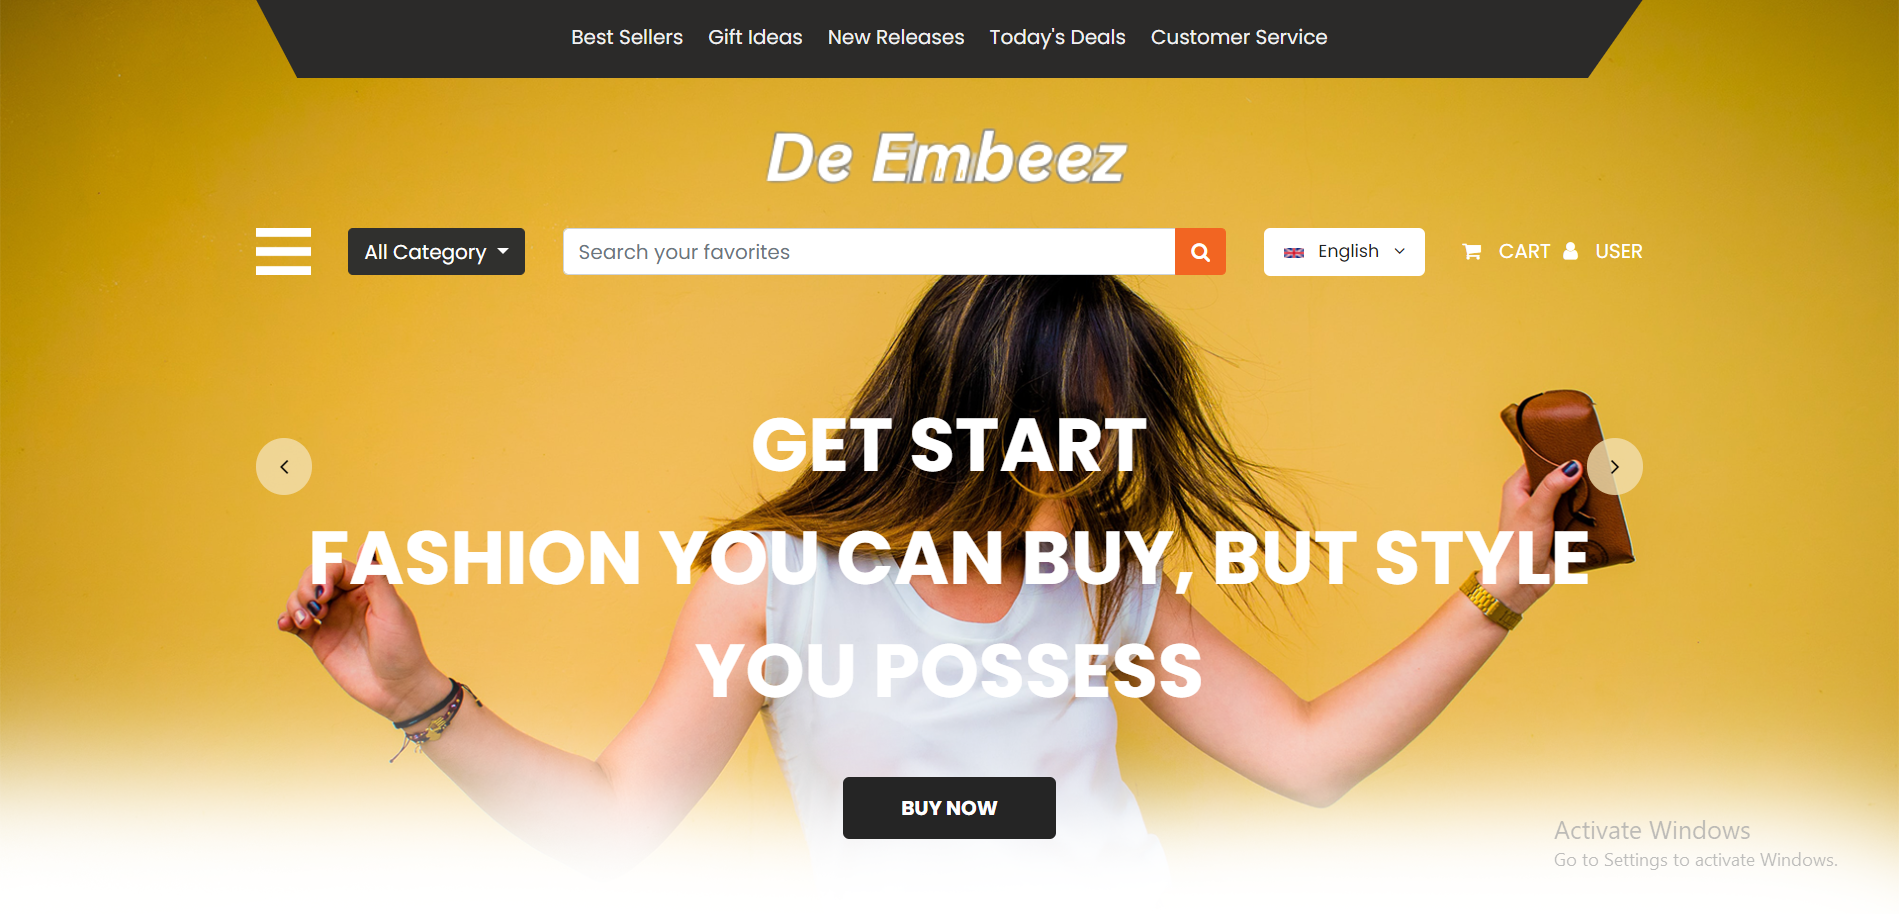 Best Sellers Gift Ideas New Releases Today's Deals Customer Service
De Embeez
All Category Search your favorites English CART USER
GET START
FASHION YOU CAN BUY, BUT STYLE
YOU POSSESS
BUY NOW
Activate Windows
Go to Settings to activate Windows.